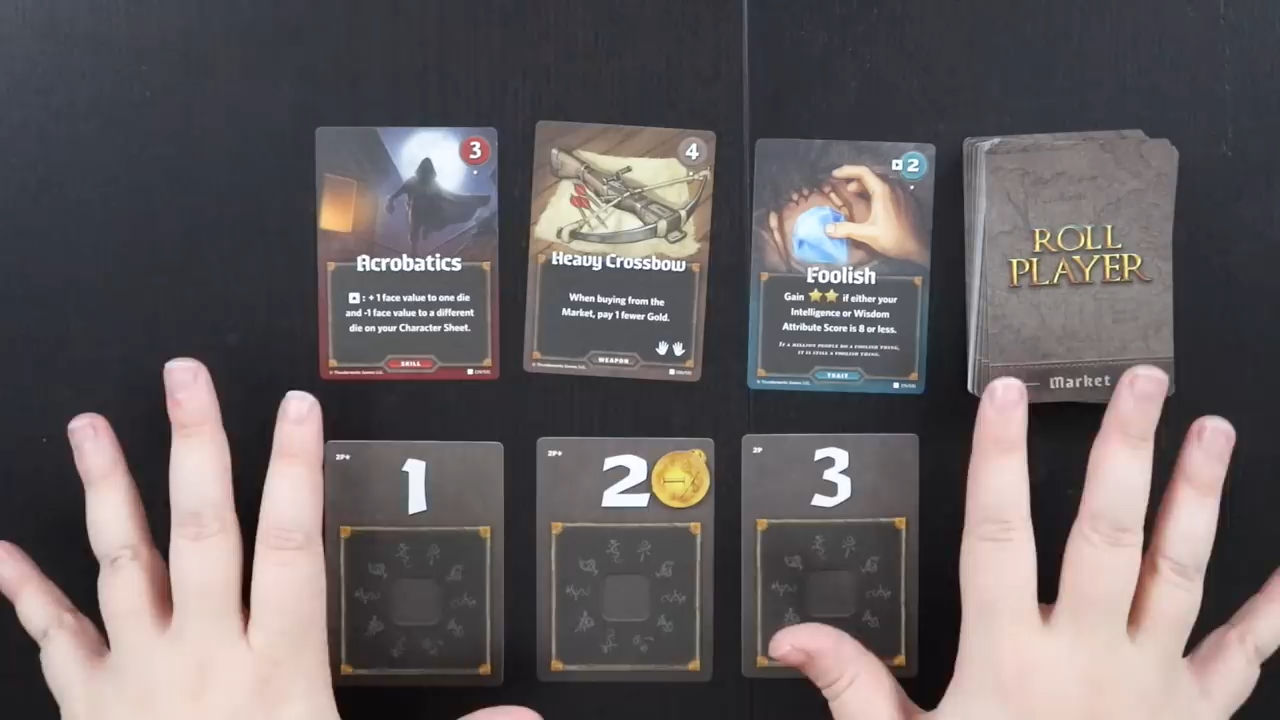 3
Acrobatics
: +1 face value to one die
and -1 face value to a different
die on your Character Sheet.
SKILL
4
Heavy Crossbow
When buying from the
Market, pay 1 fewer Gold.
WEAPON
2
Foolish
Gain if either your
Intelligence or Wisdom
Attribute Score is 8 or less.
IF A MILLION PEOPLE DO A FOOLISH THING,
IT IS STILL A FOOLISH THING.
TRAIT
ROLL
PLAYER
Market
2P+
1
2P+
2
1
2P
3